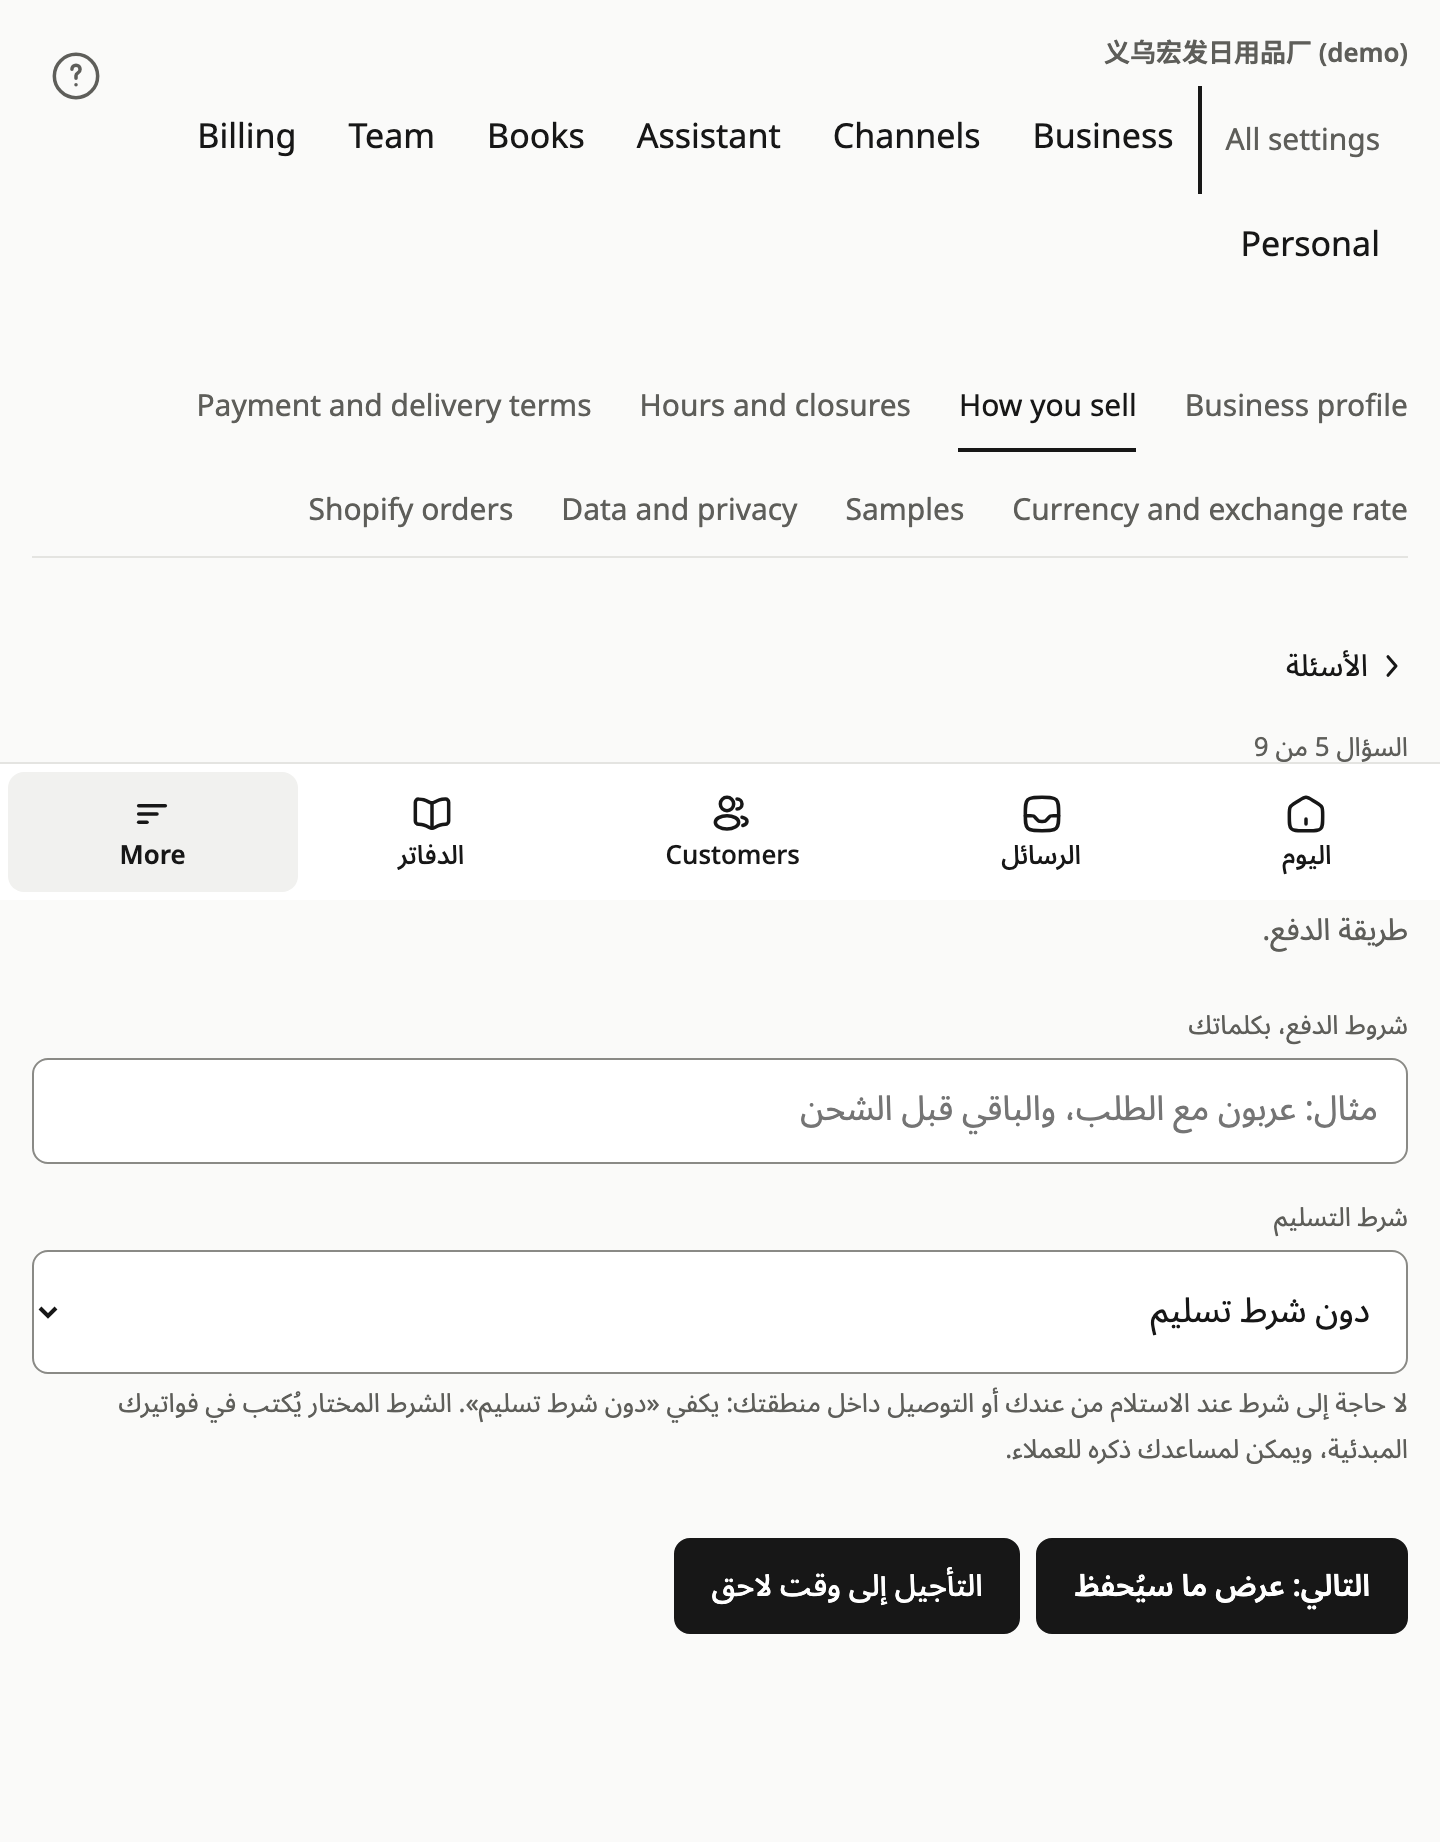 义乌宏发日用品厂 (demo)
All settings
Business
Channels
Assistant
Books
Team
Billing
Personal
Business profile
How you sell
Hours and closures
Payment and delivery terms
Currency and exchange rate
Samples
Data and privacy
Shopify orders
الأسئلة
السؤال 5 من 9
اليوم
الرسائل
Customers
الدفاتر
More
طريقة الدفع.
شروط الدفع، بكلماتك
مثال: عربون مع الطلب، والباقي قبل الشحن
شرط التسليم
دون شرط تسليم
لا حاجة إلى شرط عند الاستلام من عندك أو التوصيل داخل منطقتك: يكفي «دون شرط تسليم». الشرط المختار يُكتب في فواتيرك
المبدئية، ويمكن لمساعدك ذكره للعملاء.
التالي: عرض ما سيُحفظ
التأجيل إلى وقت لاحق